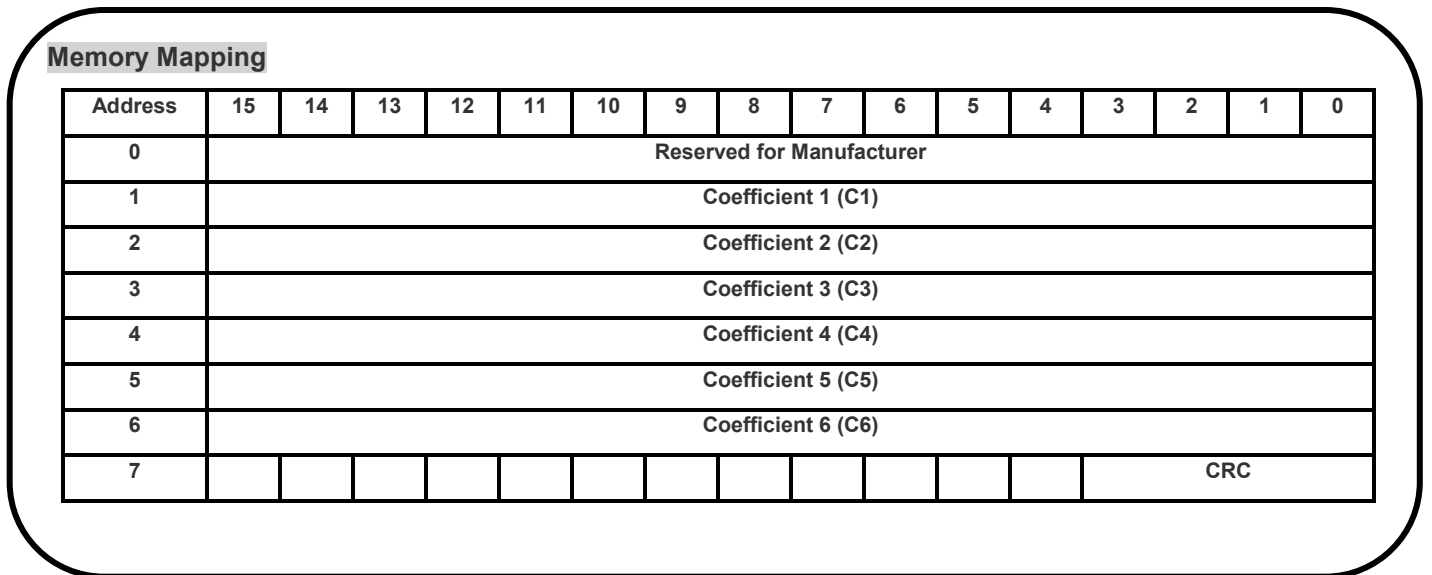 Memory Mapping
Address 15 14 13 12 11 10 9 8 7 6 5 4 3 2 1 0
0 Reserved for Manufacturer
1 Coefficient 1 (C1)
2 Coefficient 2 (C2)
3 Coefficient 3 (C3)
4 Coefficient 4 (C4)
5 Coefficient 5 (C5)
6 Coefficient 6 (C6)
7 CRC